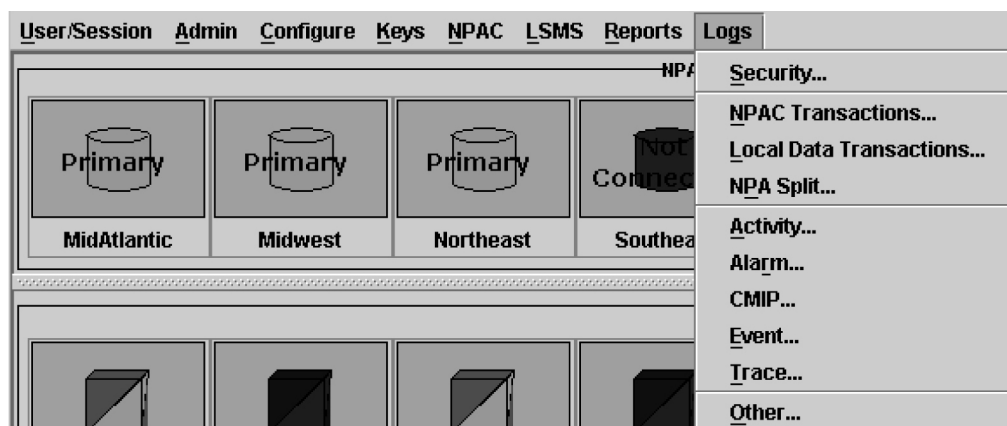 User/Session Admin Configure Keys NPAC LSMS Reports Logs
Security...
NPAC Transactions...
Local Data Transactions...
NPA Split...
Activity...
Alarm...
CMIP...
Event...
Trace...
Other...
Primary Primary Primary Not
MidAtlantic Midwest Northeast